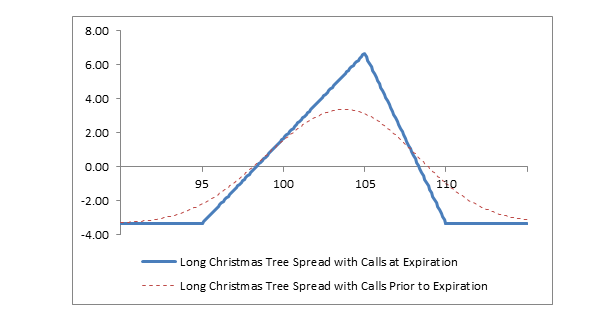 8.00
6.00
4.00
2.00
0.00
95 100 105 110
-2.00
-4.00
Long Christmas Tree Spread with Calls at Expiration
Long Christmas Tree Spread with Calls Prior to Expiration